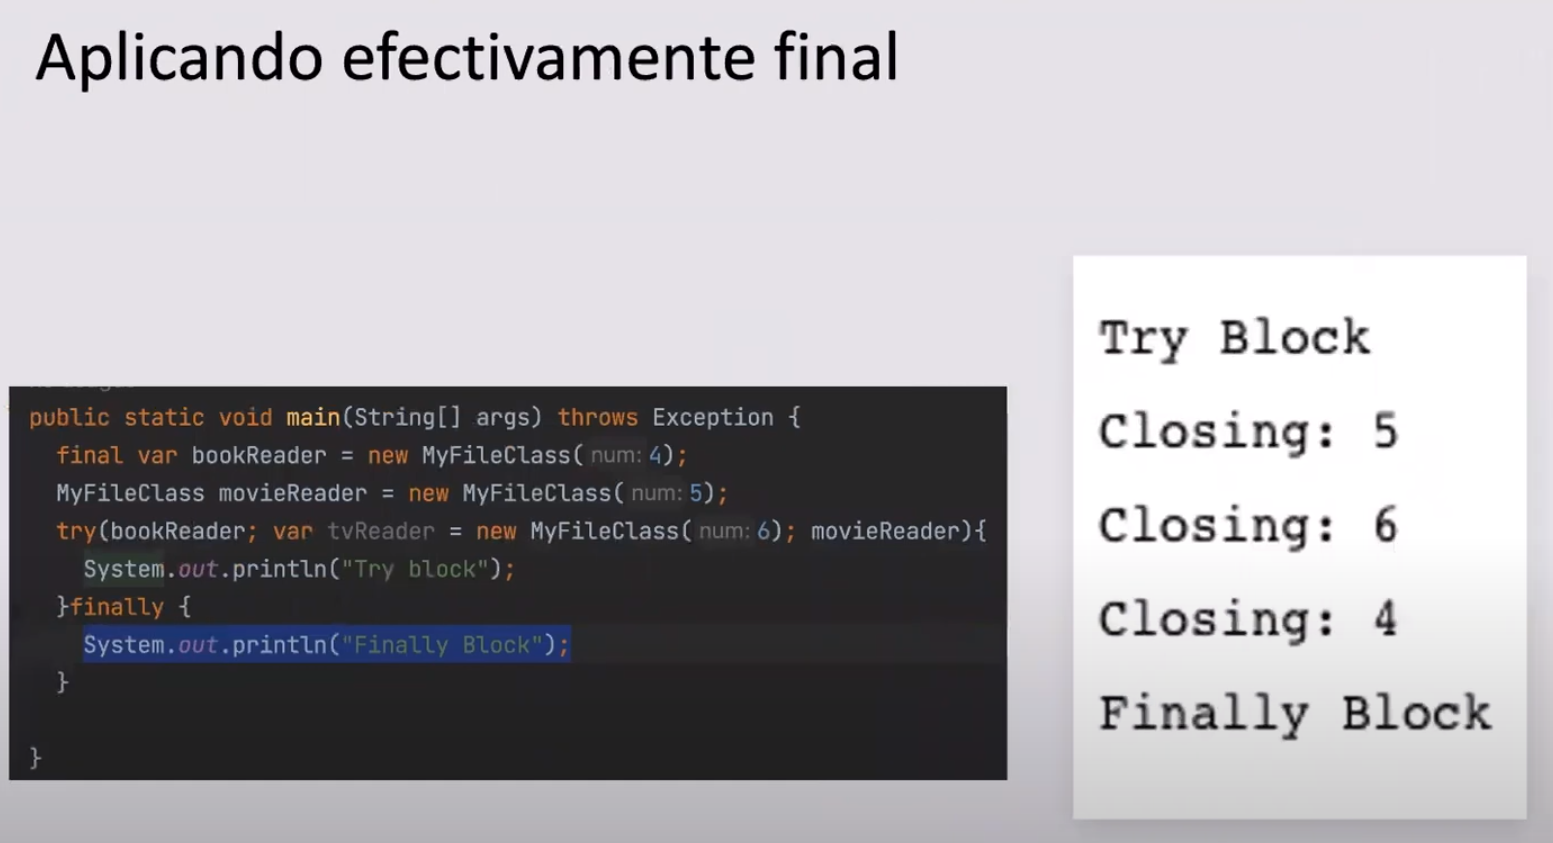 Aplicando efectivamente final
public static void main(String[] args) throws Exception {
final var bookReader = new MyFileClass( num: 4);
MyFileClass movieReader = new MyFileClass( num: 5);
try(bookReader; var tvReader = new MyFileClass( num: 6); movieReader){
System.out.println("Try block");
}finally {
System.out.println("Finally Block");
}
}
Try Block
Closing: 5
Closing: 6
Closing: 4
Finally Block